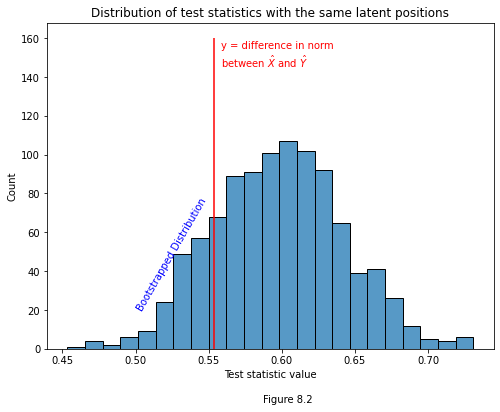 Distribution of test statistics with the same latent positions
160
140
120
100
80
60
40
20
0
Count
y = difference in norm
between X̂ and Ŷ
Bootstrapped Distribution
0.45 0.50 0.55 0.60 0.65 0.70
Test statistic value
Figure 8.2